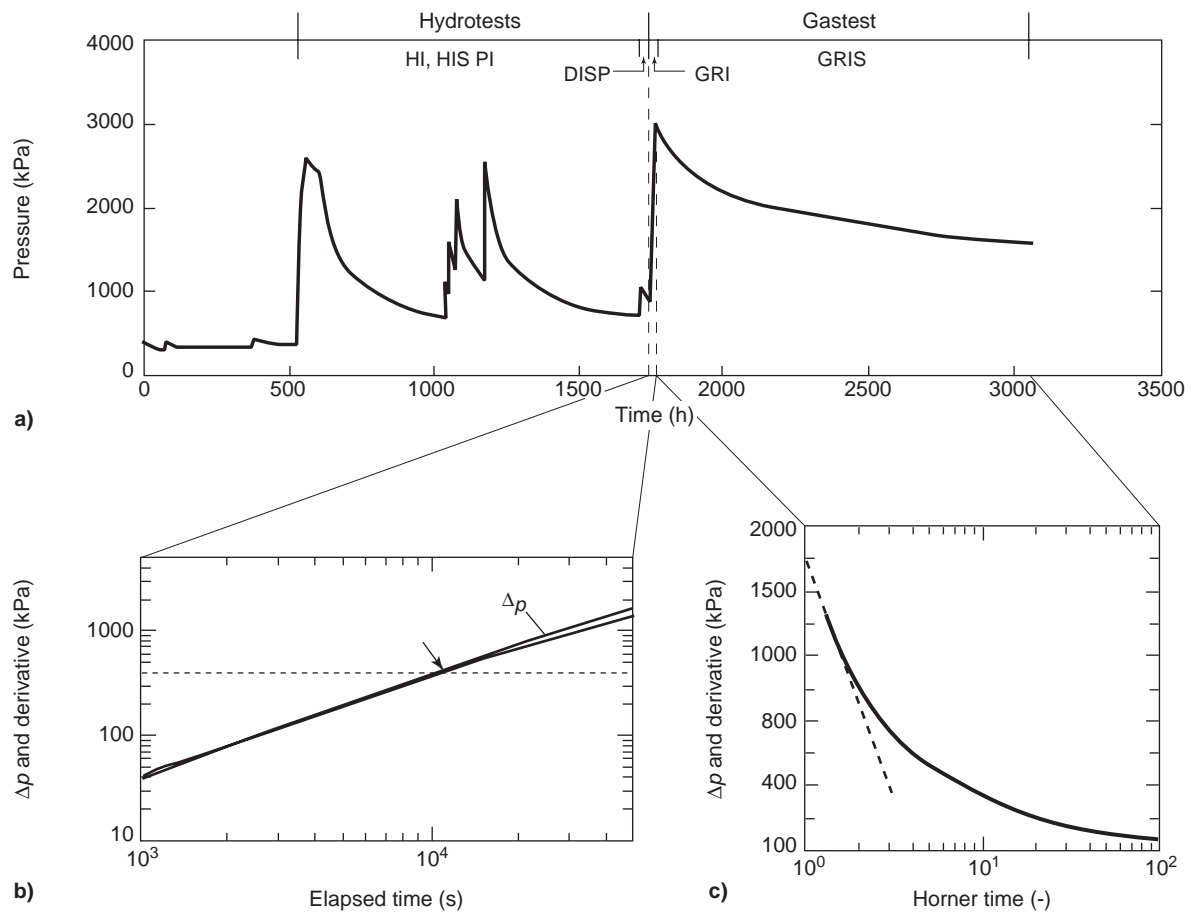 Hydrotests
Gastest
HI, HIS PI
DISP
GRI
GRIS
Pressure (kPa)
4000
3000
2000
1000
0
0
500
1000
1500
2000
2500
3000
3500
Time (h)
a)
Δp and derivative (kPa)
1000
100
10
10³
10⁴
Δp
Elapsed time (s)
b)
Δp and derivative (kPa)
2000
1500
1000
800
400
100
10⁰
10¹
10²
Horner time (-)
c)